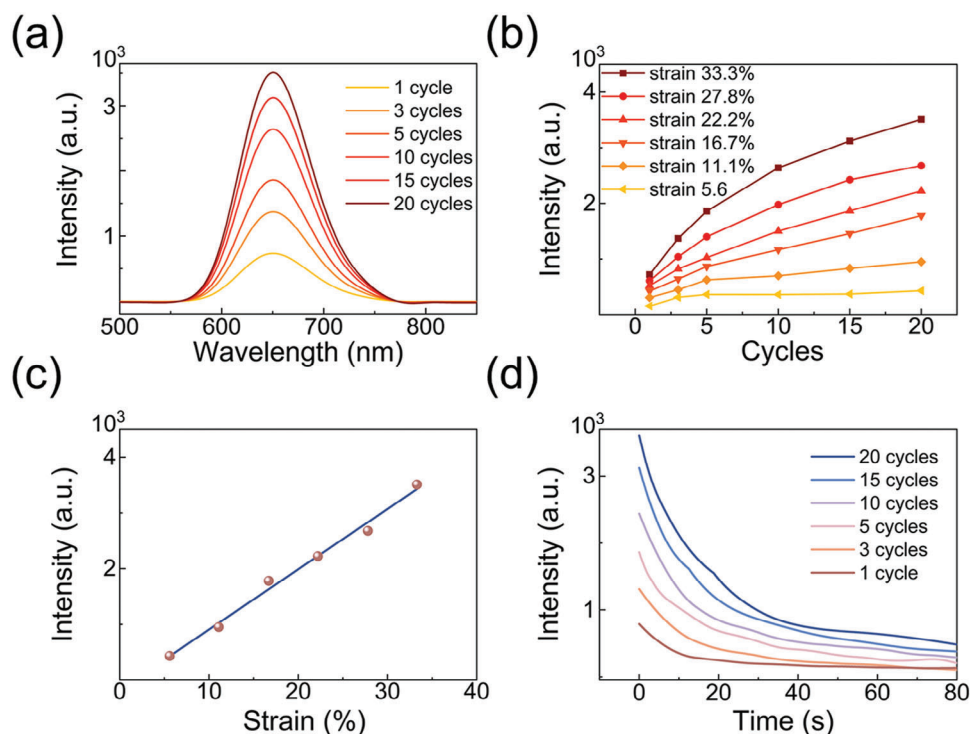 (a)
10³
Intensity (a.u.)
3
1
1 cycle
3 cycles
5 cycles
10 cycles
15 cycles
20 cycles
500 600 700 800
Wavelength (nm)
(b)
10³
Intensity (a.u.)
4
2
strain 33.3%
strain 27.8%
strain 22.2%
strain 16.7%
strain 11.1%
strain 5.6
0 5 10 15 20
Cycles
(c)
10³
Intensity (a.u.)
4
2
0 10 20 30 40
Strain (%)
(d)
10³
Intensity (a.u.)
3
1
20 cycles
15 cycles
10 cycles
5 cycles
3 cycles
1 cycle
0 20 40 60 80
Time (s)